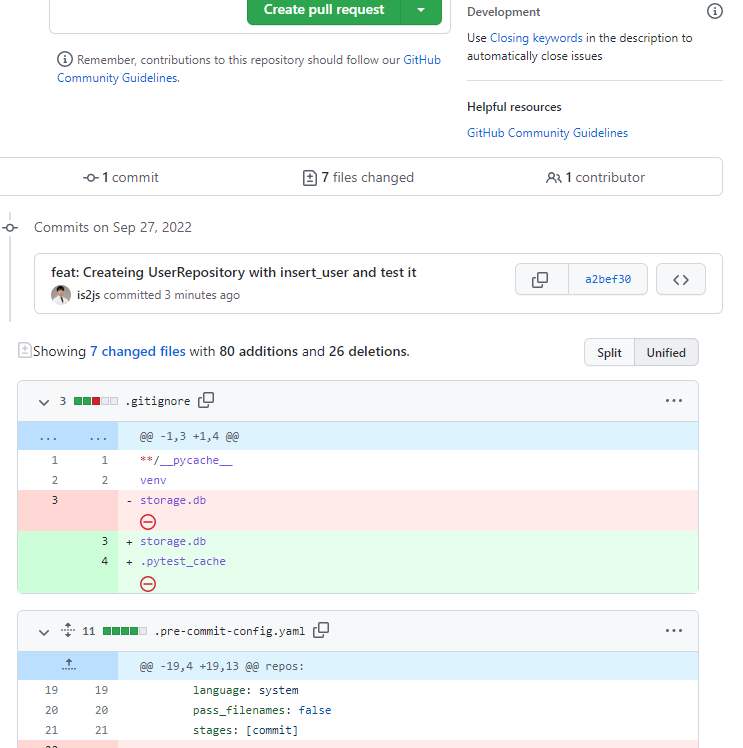 Create pull request
Remember, contributions to this repository should follow our GitHub
Community Guidelines.
Development
Use Closing keywords in the description to
automatically close issues
Helpful resources
GitHub Community Guidelines
1 commit
7 files changed
1 contributor
Commits on Sep 27, 2022
feat: Createing UserRepository with insert_user and test it
is2js committed 3 minutes ago
a2bef30
Showing 7 changed files with 80 additions and 26 deletions.
Split Unified
3 .gitignore
... ... @@ -1,3 +1,4 @@
1 1 **/__pycache__
2 2 venv
3 - storage.db
3 + storage.db
4 + .pytest_cache
11 .pre-commit-config.yaml
@@ -19,4 +19,13 @@ repos:
19 19 language: system
20 20 pass_filenames: false
21 21 stages: [commit]